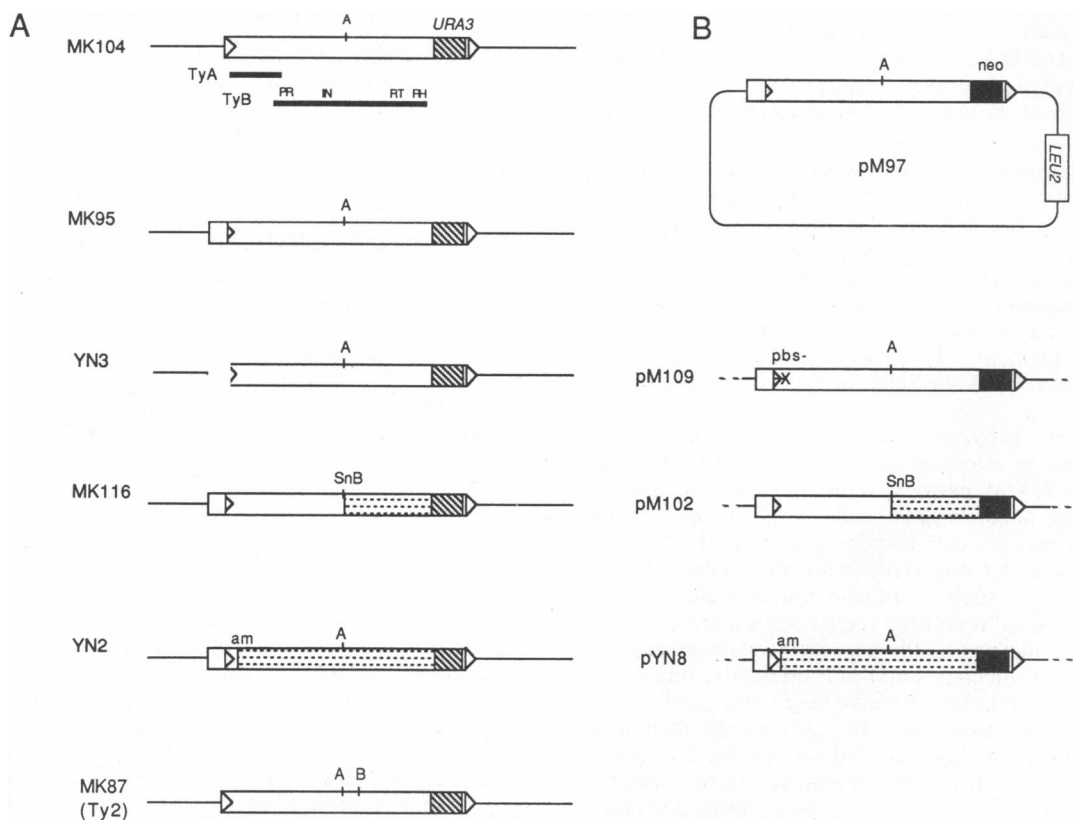 A
MK104
A
URA3
TyA
TyB
PR IN RT RH
MK95
A
YN3
A
MK116
SnB
YN2
am A
MK87
(Ty2)
A B
B
A
neo
pM97
LEU2
pM109
pbs-
A
pM102
SnB
pYN8
am A